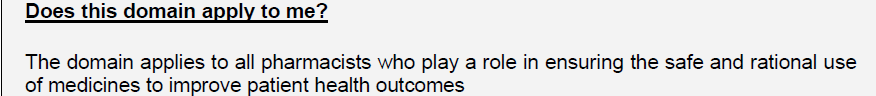 Does this domain apply to me?
The domain applies to all pharmacists who play a role in ensuring the safe and rational use
of medicines to improve patient health outcomes